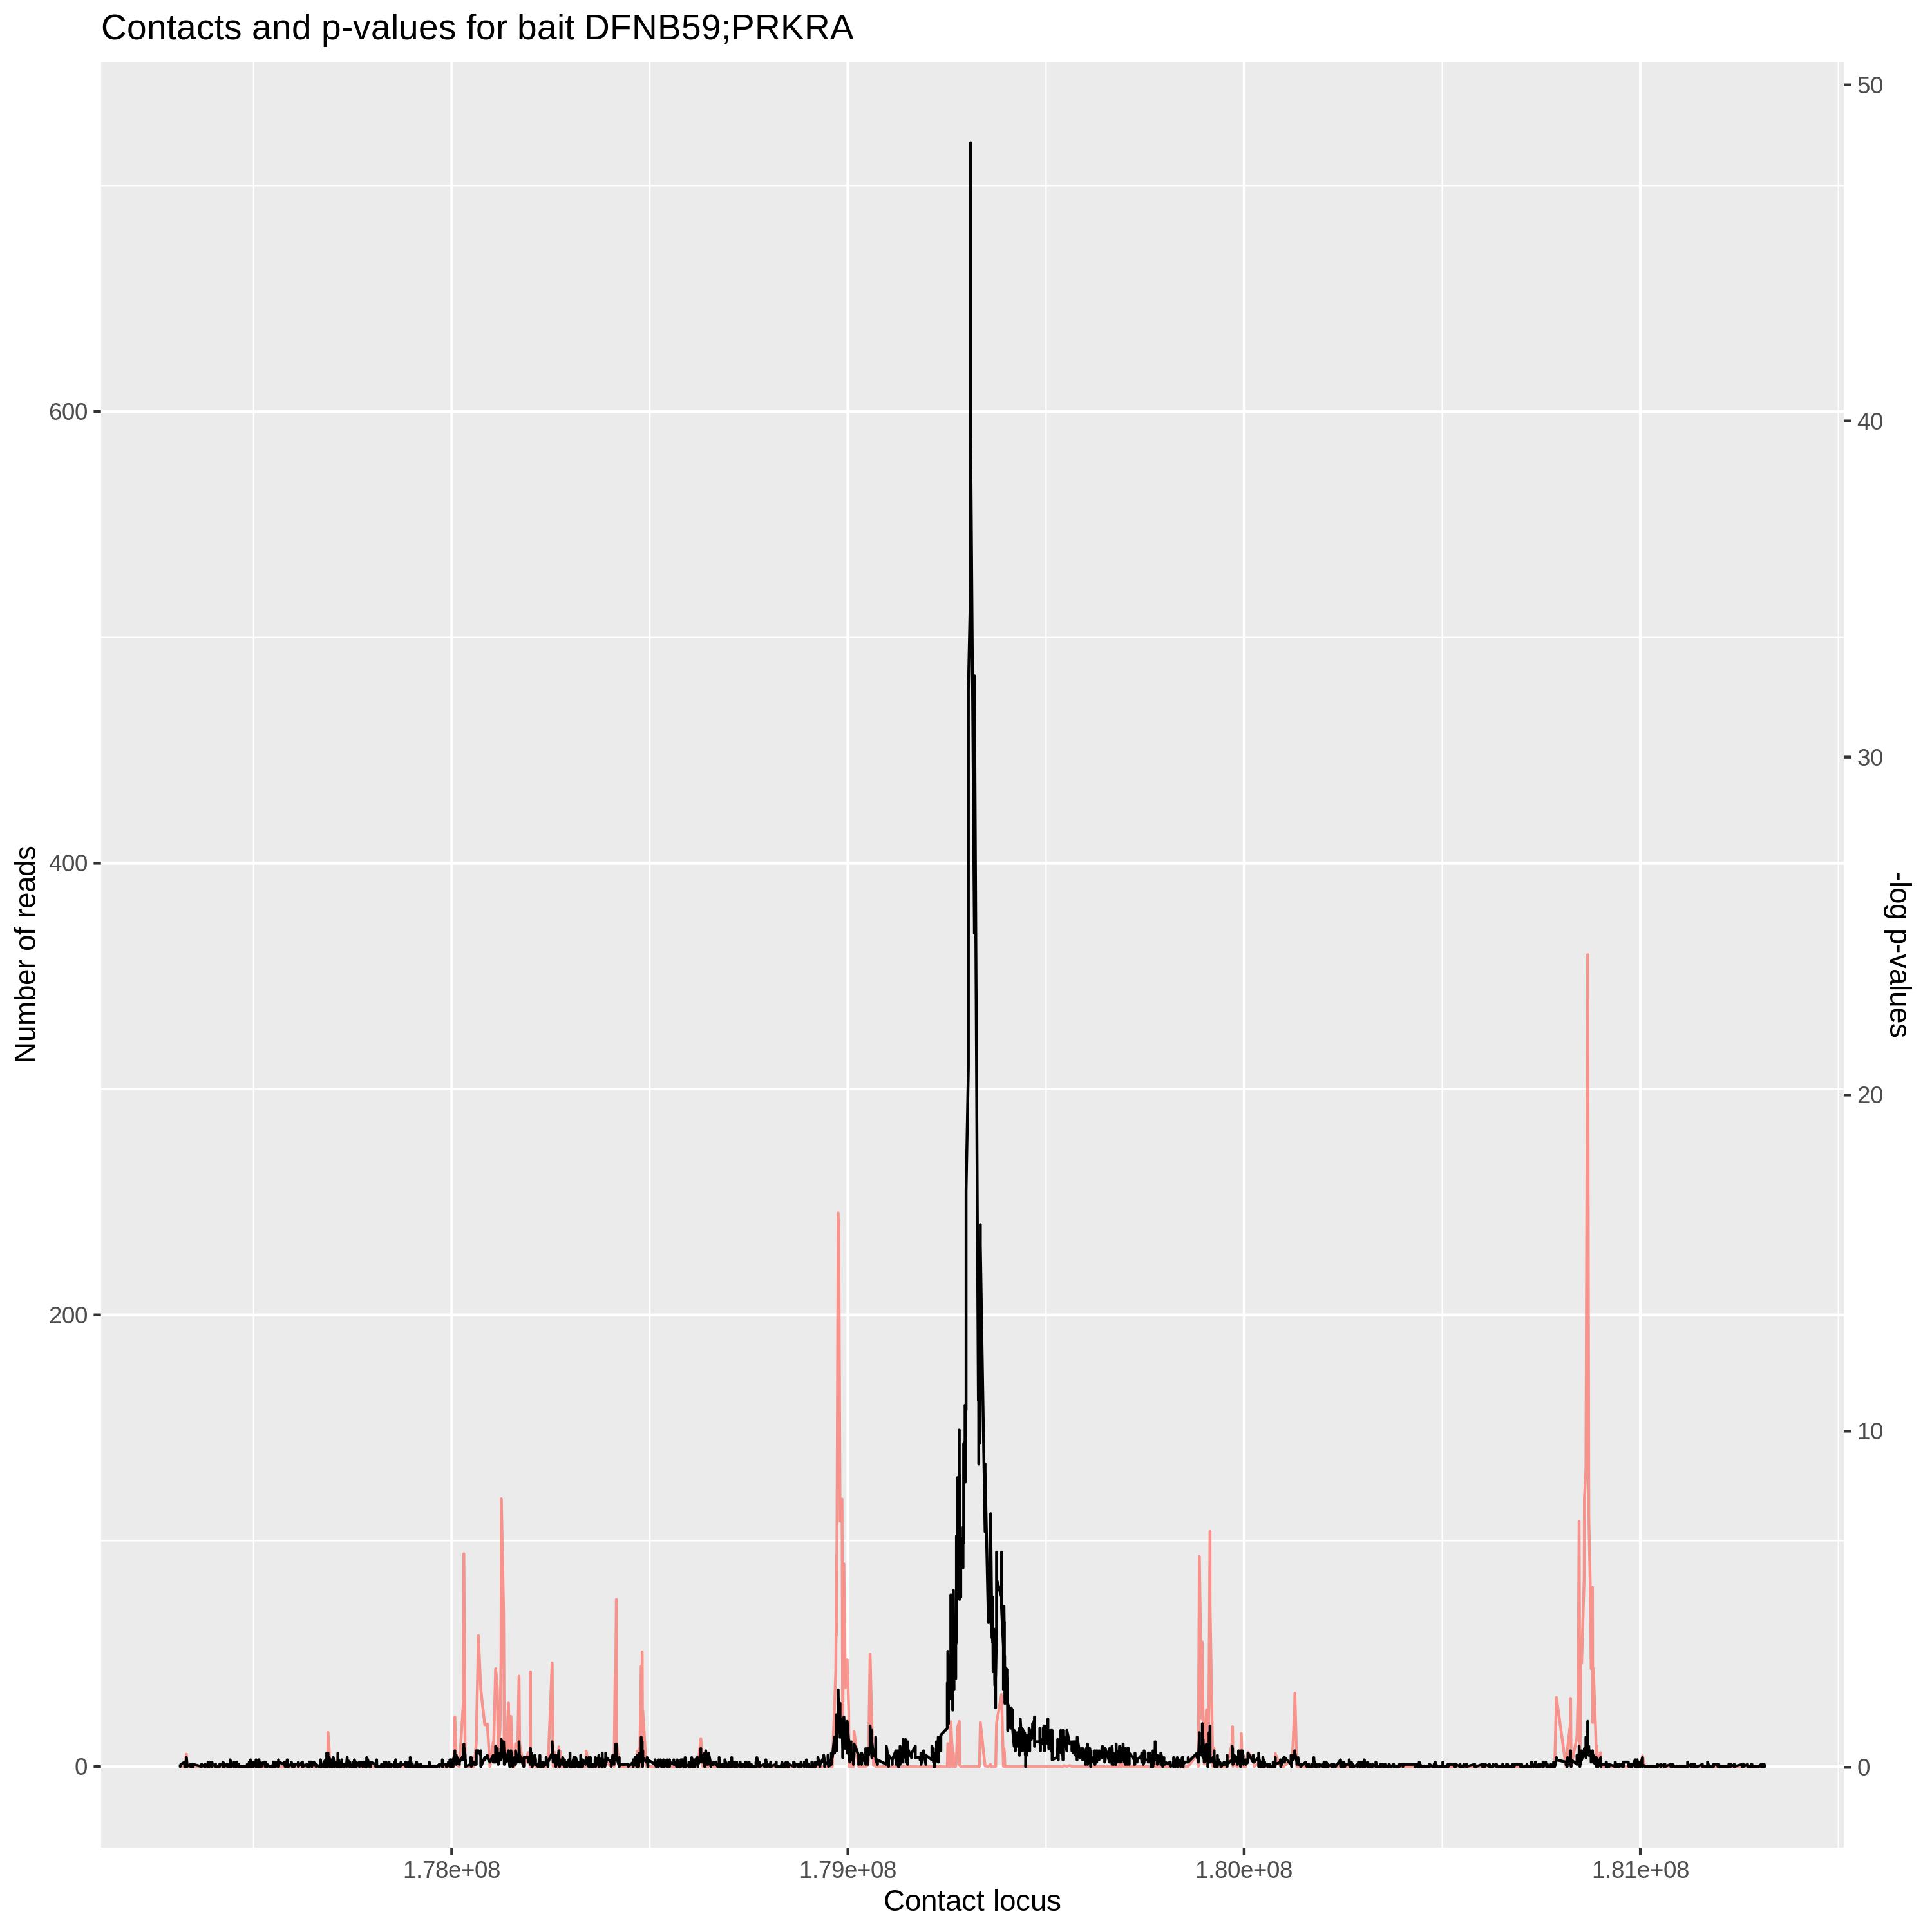 Contacts and p-values for bait DFNB59;PRKRA
50
600
40
30
400
20
200
10
0
0
Number of reads
-log p-values
1.78e+08
1.79e+08
1.80e+08
1.81e+08
Contact locus